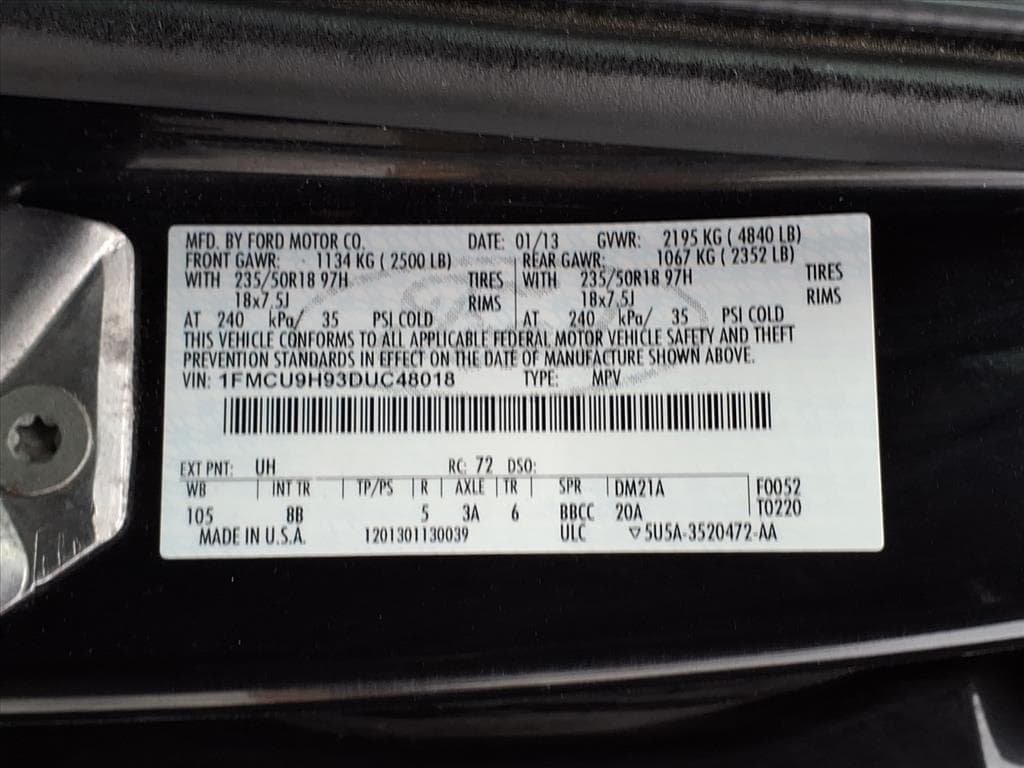 MFD. BY FORD MOTOR CO. DATE: 01/13 GVWR: 2195 KG ( 4840 LB)
FRONT GAWR: 1134 KG ( 2500 LB) REAR GAWR: 1067 KG ( 2352 LB)
WITH 235/50R18 97H TIRES WITH 235/50R18 97H TIRES
18x7.5J RIMS 18x7.5J RIMS
AT 240 kPa/ 35 PSI COLD AT 240 kPa/ 35 PSI COLD
THIS VEHICLE CONFORMS TO ALL APPLICABLE FEDERAL MOTOR VEHICLE SAFETY AND THEFT
PREVENTION STANDARDS IN EFFECT ON THE DATE OF MANUFACTURE SHOWN ABOVE.
VIN: 1FMCU9H93DUC48018 TYPE: MPV
EXT PNT: UH RC: 72 DSO:
WB INT TR TP/PS R AXLE TR SPR DM21A F0052
105 8B 5 3A 6 BBCC 20A T0220
MADE IN U.S.A. 1201301130039 ULC ▽5U5A-3520472-AA